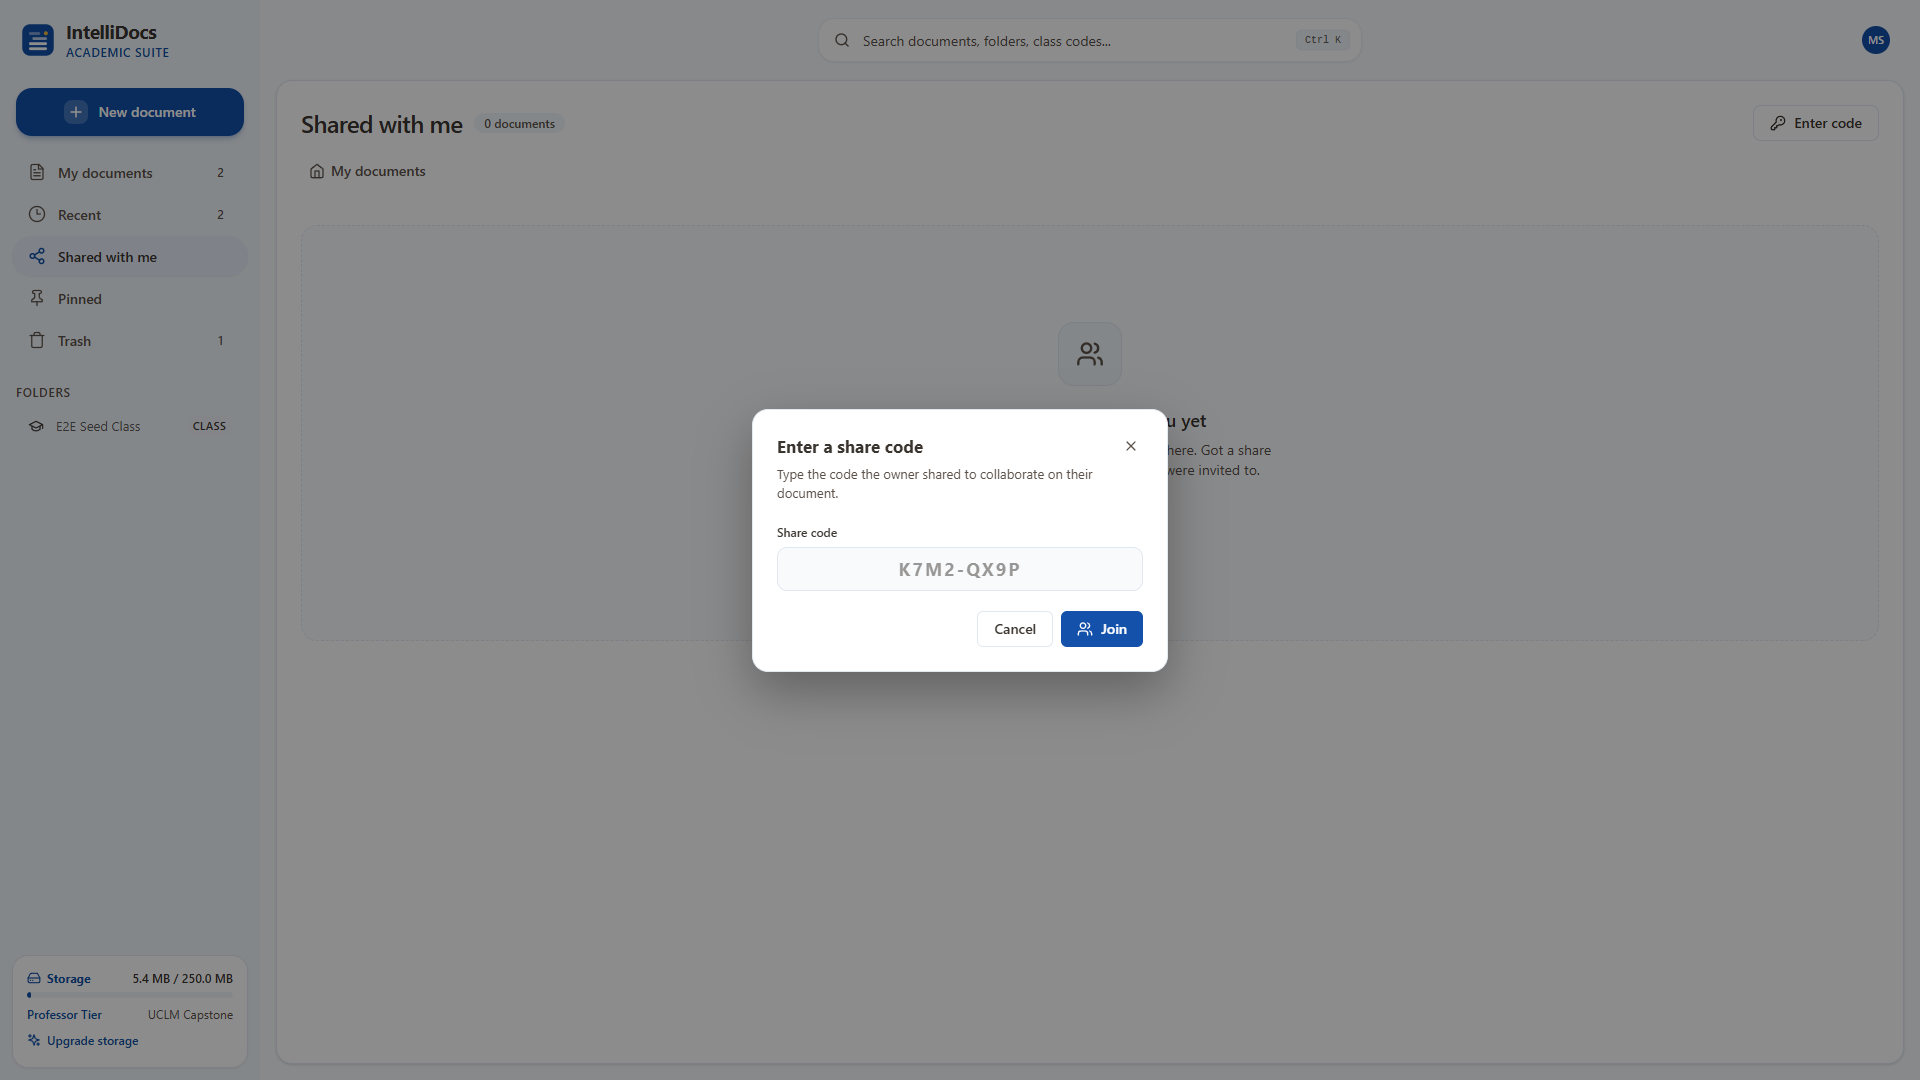 IntelliDocs
ACADEMIC SUITE
Search documents, folders, class codes...
Ctrl K
MS
New document
My documents 2
Recent 2
Shared with me
Pinned
Trash 1
FOLDERS
E2E Seed Class CLASS
Shared with me 0 documents
Enter code
My documents
u yet
here. Got a share
were invited to.
Enter a share code
Type the code the owner shared to collaborate on their
document.
Share code
K7M2-QX9P
Cancel
Join
Storage 5.4 MB / 250.0 MB
Professor Tier UCLM Capstone
Upgrade storage